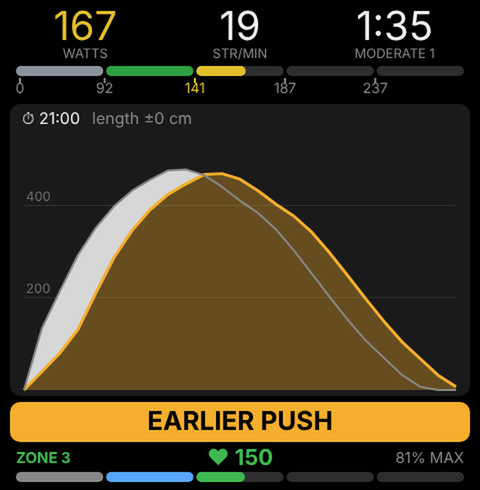 167 19 1:35
WATTS STR/MIN MODERATE 1
0 92 141 187 237
21:00 length ±0 cm
400
200
EARLIER PUSH
ZONE 3 150 81% MAX